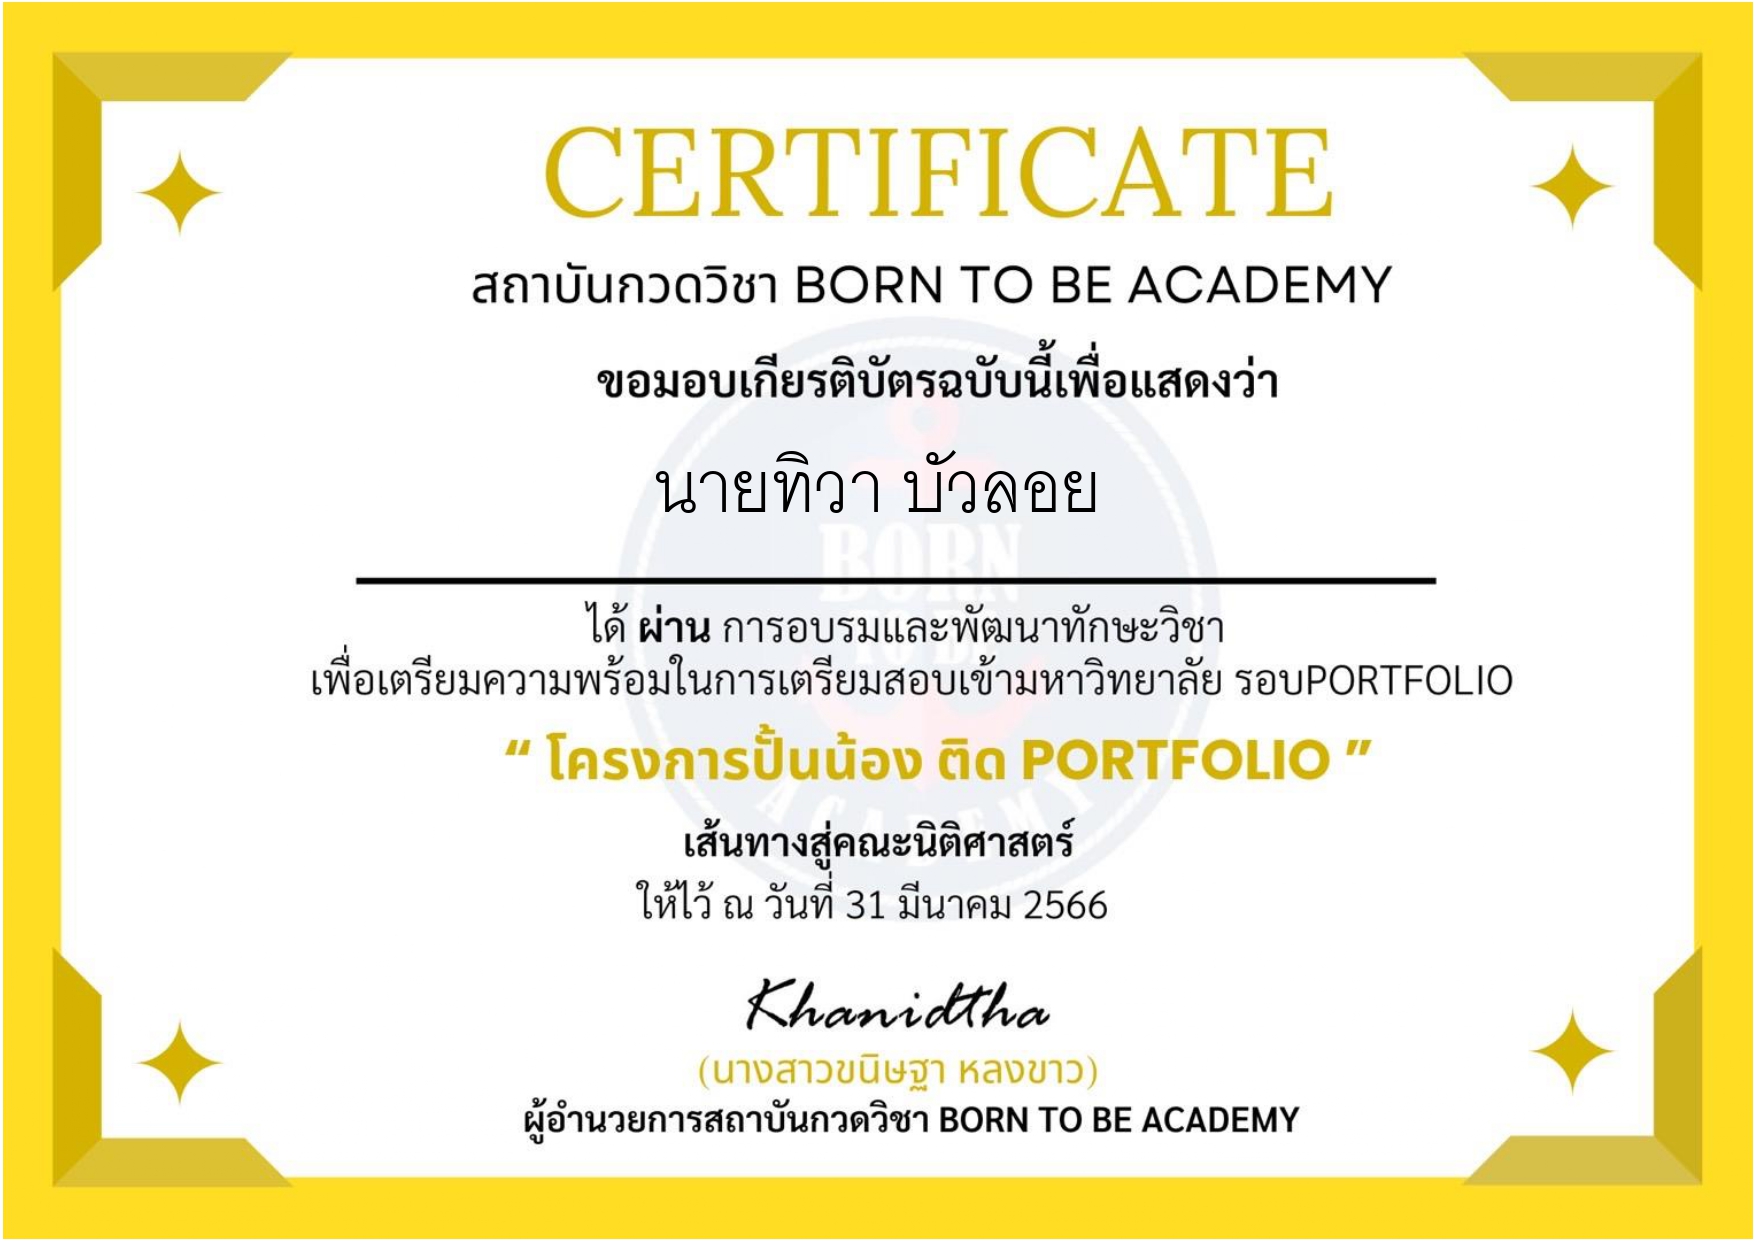 CERTIFICATE
สถาบันกวดวิชา BORN TO BE ACADEMY
ขอมอบเกียรติบัตรฉบับนี้เพื่อแสดงว่า
นายทิวา บัวลอย
BORN
TO BE
ได้ ผ่าน การอบรมและพัฒนาทักษะวิชา
เพื่อเตรียมความพร้อมในการเตรียมสอบเข้ามหาวิทยาลัย รอบPORTFOLIO
“ โครงการปั้นน้อง ติด PORTFOLIO ”
ACADEMY
เส้นทางสู่คณะนิติศาสตร์
ให้ไว้ ณ วันที่ 31 มีนาคม 2566
Khanidtha
(นางสาวขนิษฐา หลงขาว)
ผู้อำนวยการสถาบันกวดวิชา BORN TO BE ACADEMY